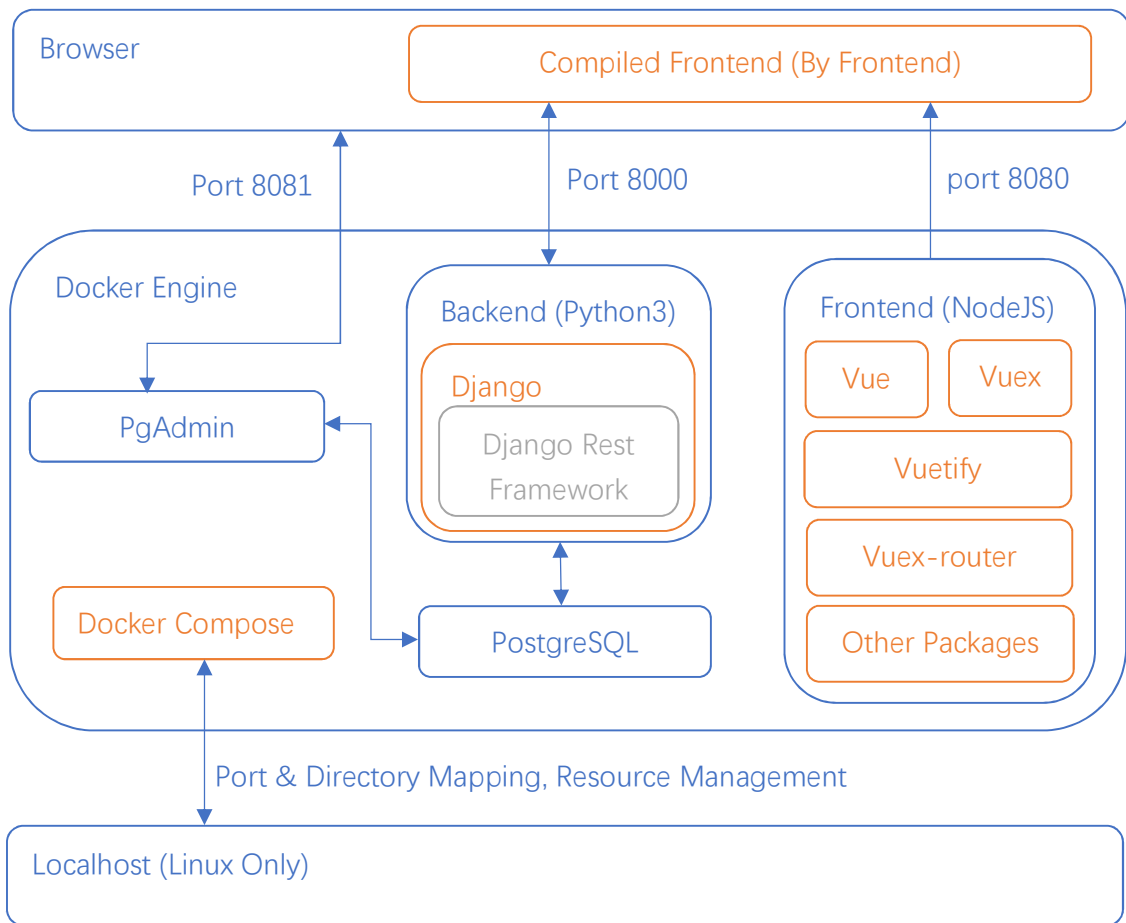 Browser
Compiled Frontend (By Frontend)
Port 8081
Port 8000
port 8080
Docker Engine
Backend (Python3)
Frontend (NodeJS)
Django
Django Rest
Framework
Vue
Vuex
PgAdmin
Vuetify
Vuex-router
Docker Compose
PostgreSQL
Other Packages
Port & Directory Mapping, Resource Management
Localhost (Linux Only)